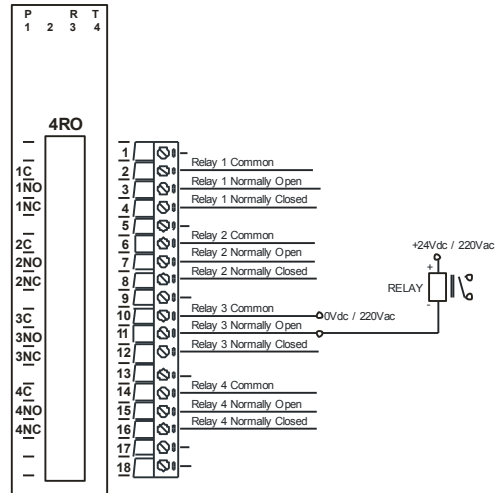 P R T
1 2 3 4
4RO
1
2 Relay 1 Common
1C
3 Relay 1 Normally Open
1NO
4 Relay 1 Normally Closed
1NC
5
6 Relay 2 Common
2C
7 Relay 2 Normally Open
2NO
8 Relay 2 Normally Closed
2NC
9
10 Relay 3 Common
3C
0Vdc / 220Vac
11 Relay 3 Normally Open
3NO
12 Relay 3 Normally Closed
3NC
13
14 Relay 4 Common
4C
15 Relay 4 Normally Open
4NO
16 Relay 4 Normally Closed
4NC
17
18
+24Vdc / 220Vac
+
RELAY
-